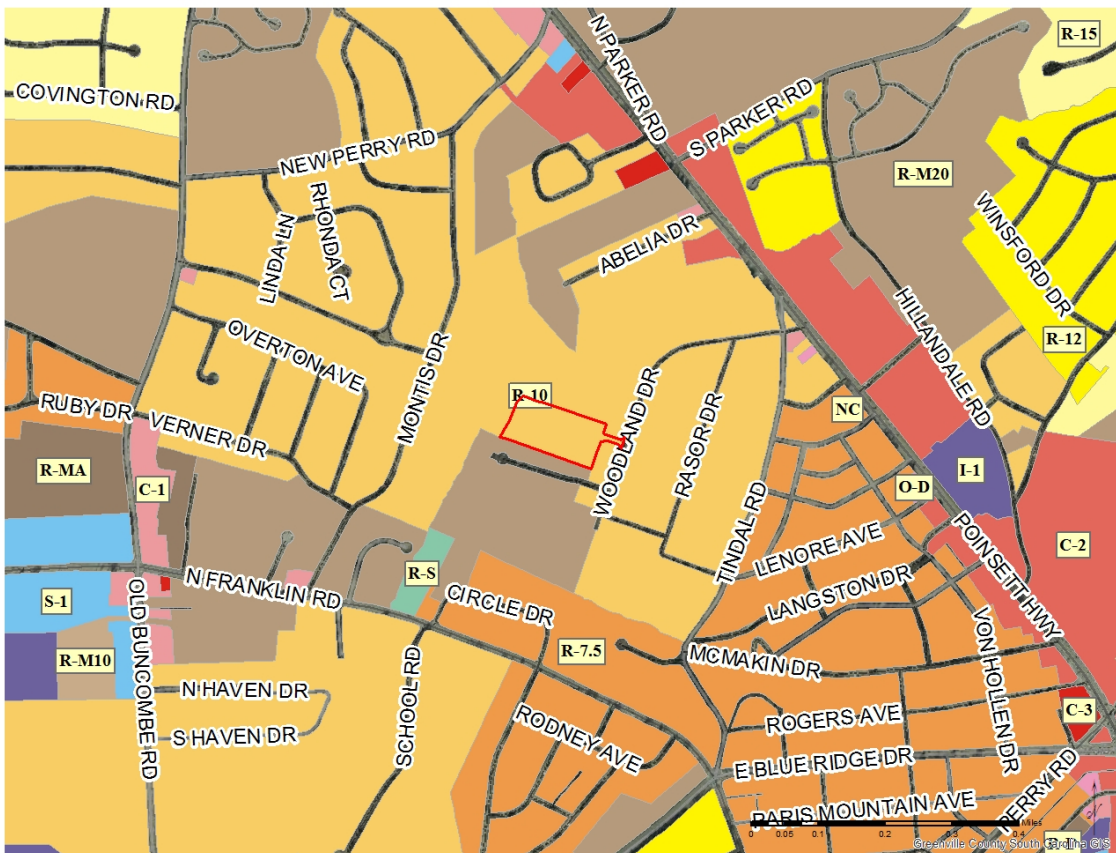 R-15
N PARKER RD
COVINGTON RD
S PARKER RD
NEW PERRY RD
R-M20
RHONDA CT
LINDA LN
WINSFORD DR
ABELIA DR
HILLANDALE RD
OVERTON AVE
MONTIS DR
R-12
R-10
WOODLAND DR
RASOR DR
NC
RUBY DR
VERNER DR
R-MA
C-1
I-1
O-D
TINDAL RD
POINSETT HWY
LENORE AVE
C-2
R-S
N FRANKLIN RD
LANGSTON DR
S-1
OLD BUNCOMBE RD
CIRCLE DR
VON HOLLEN DR
R-M10
R-7.5
MCMAKIN DR
N HAVEN DR
SCHOOL RD
C-3
ROGERS AVE
S HAVEN DR
RODNEY AVE
E BLUE RIDGE DR
PERRY RD
PARIS MOUNTAIN AVE
Miles
0 0.05 0.1 0.2 0.3 0.4
Greenville County South Carolina GIS